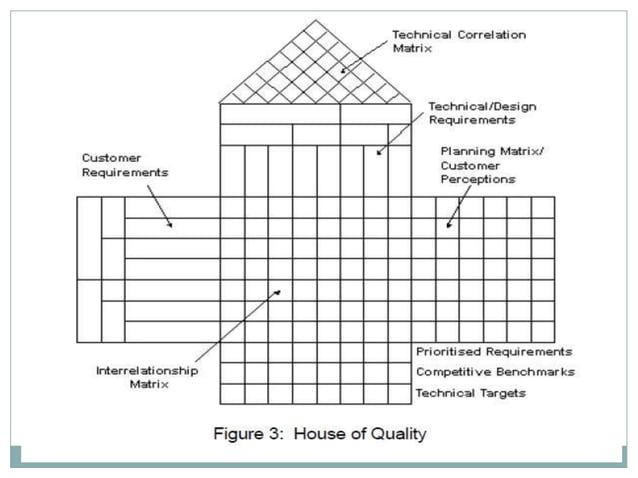 Technical Correlation
Matrix
Technical/Design
Requirements
Customer
Requirements
Planning Matrix/
Customer
Perceptions
Interrelationship
Matrix
Prioritised Requirements
Competitive Benchmarks
Technical Targets
Figure 3: House of Quality